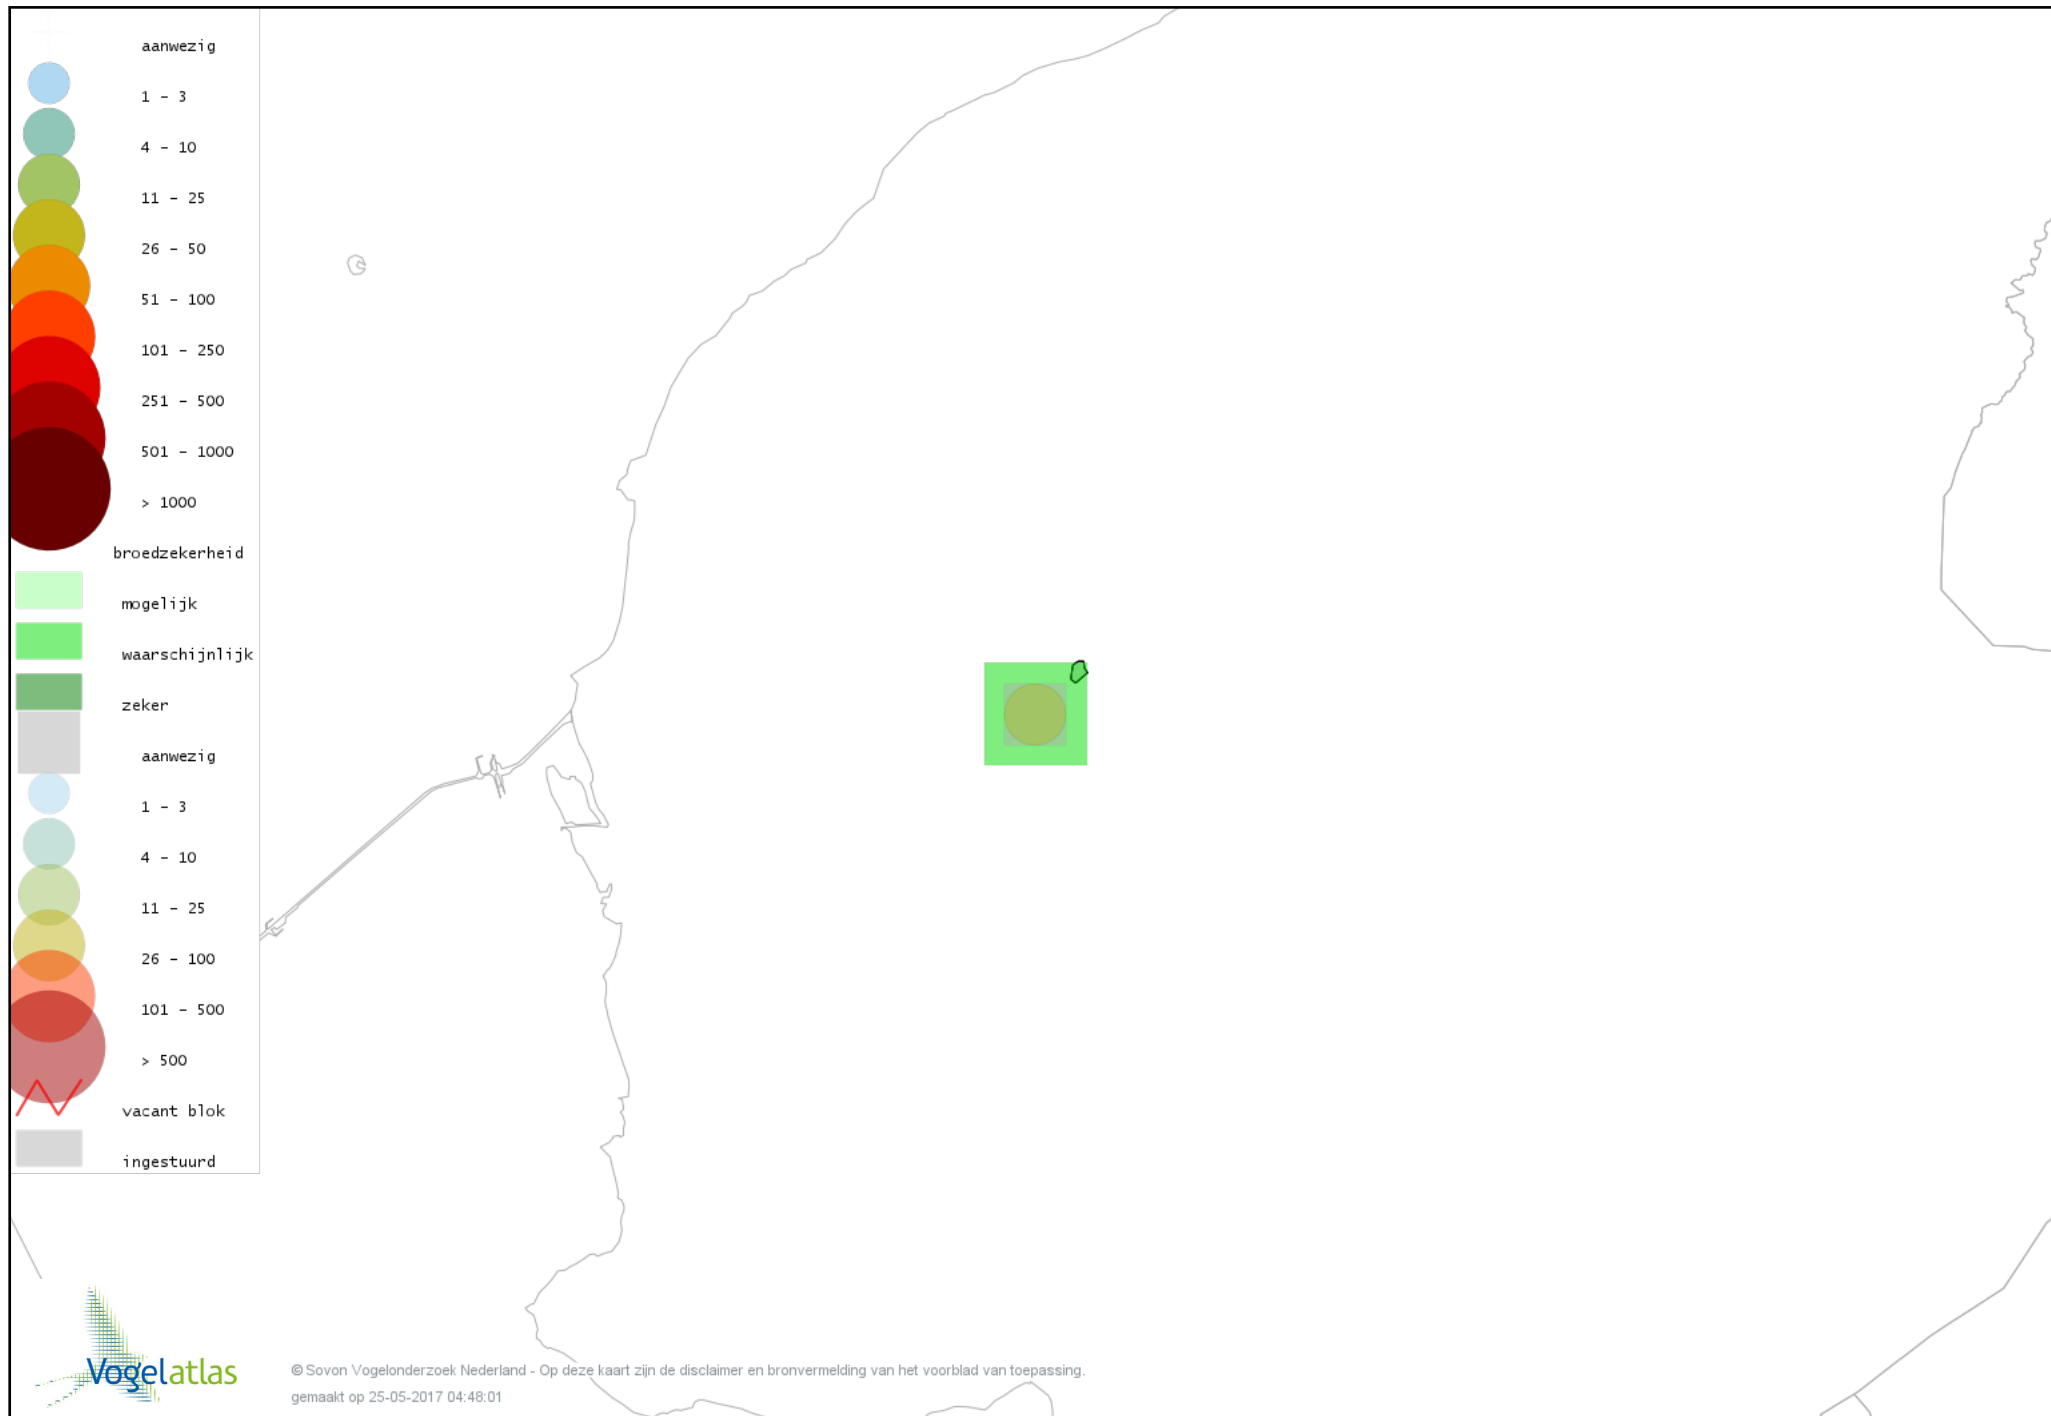 aanwezig
1 - 3
4 - 10
11 - 25
26 - 50
51 - 100
101 - 250
251 - 500
501 - 1000
> 1000
broedzekerheid
mogelijk
waarschijnlijk
zeker
aanwezig
1 - 3
4 - 10
11 - 25
26 - 100
101 - 500
> 500
vacant blok
ingestuurd
Vogelatlas
© Sovon Vogelonderzoek Nederland - Op deze kaart zijn de disclaimer en bronvermelding van het voorblad van toepassing.
gemaakt op 25-05-2017 04:48:01